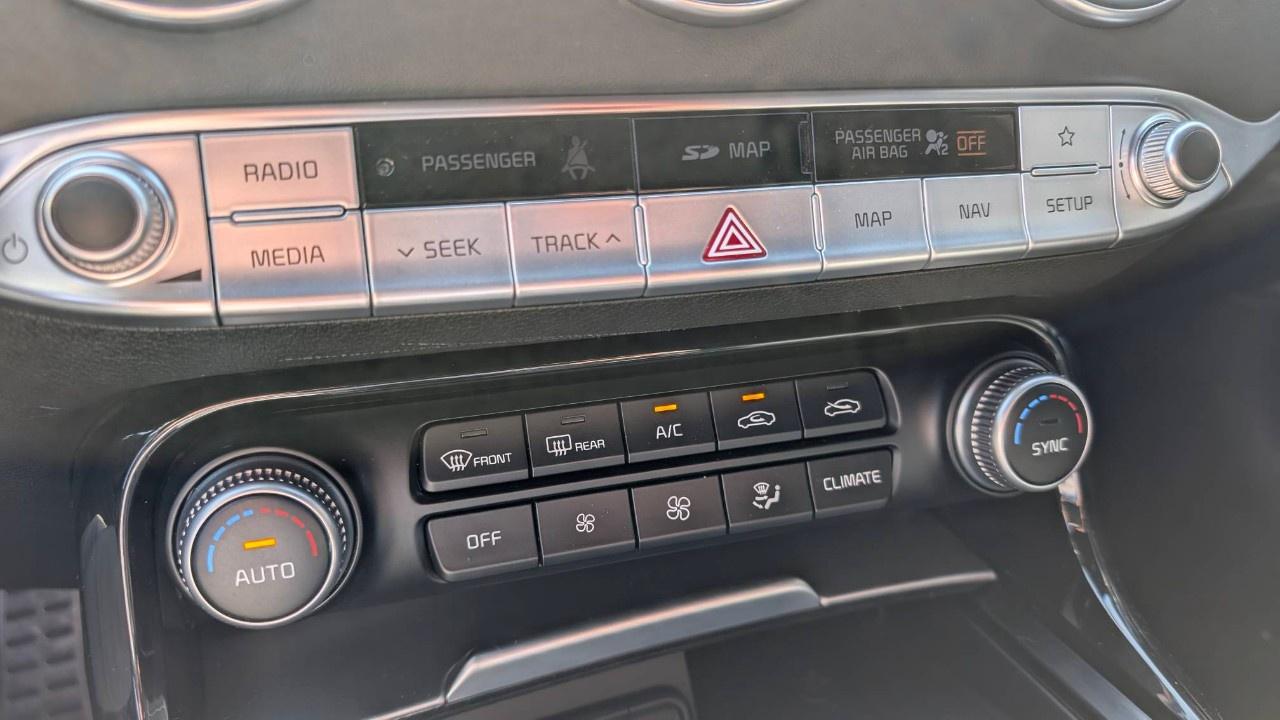 RADIO
PASSENGER
SD MAP
PASSENGER
AIR BAG 2 OFF
MEDIA
SEEK
TRACK
MAP
NAV
SETUP
FRONT
REAR
A/C
SYNC
AUTO
OFF
CLIMATE